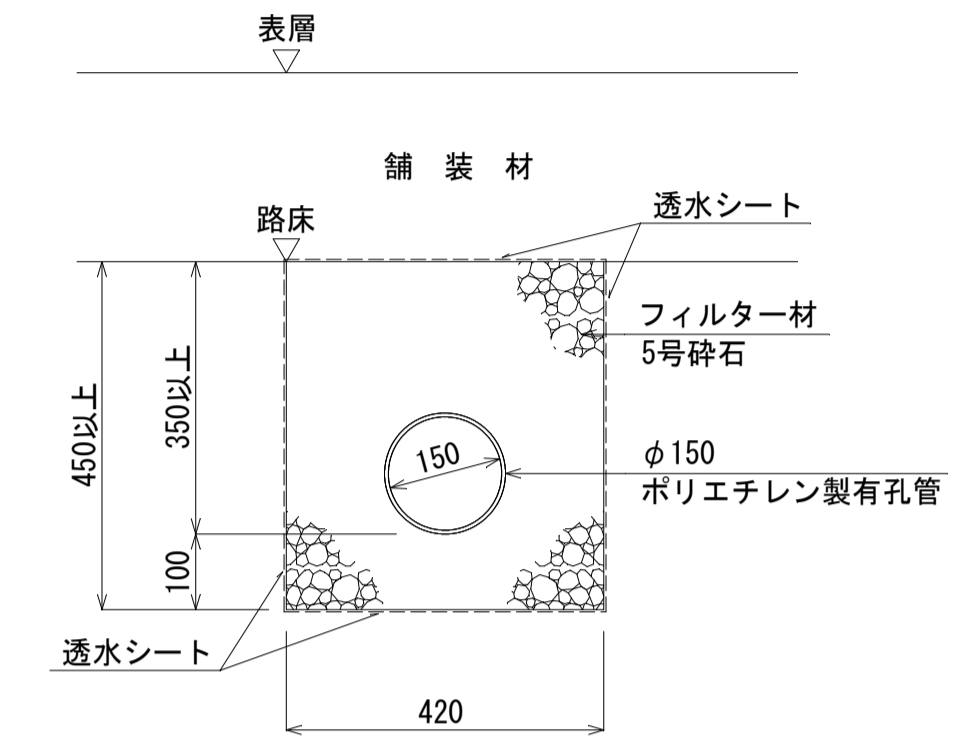 表層
舗装材
路床
透水シート
フィルター材
5号砕石
450以上
350以上
150
φ150
ポリエチレン製有孔管
100
透水シート
420